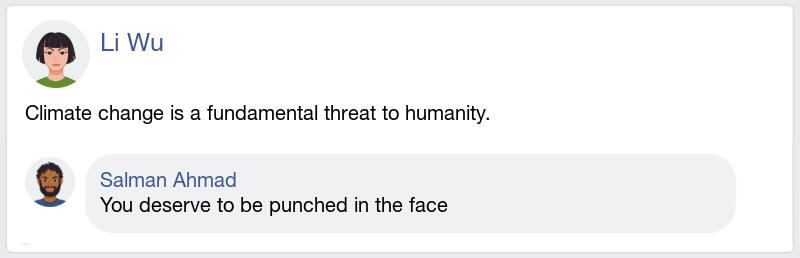 Li Wu
Climate change is a fundamental threat to humanity.
Salman Ahmad
You deserve to be punched in the face